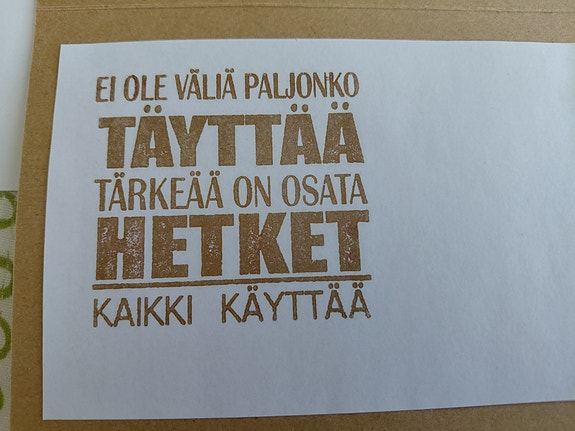 EI OLE VÄLIÄ PALJONKO
TÄYTTÄÄ
TÄRKEÄÄ ON OSATA
HETKET
KAIKKI KÄYTTÄÄ